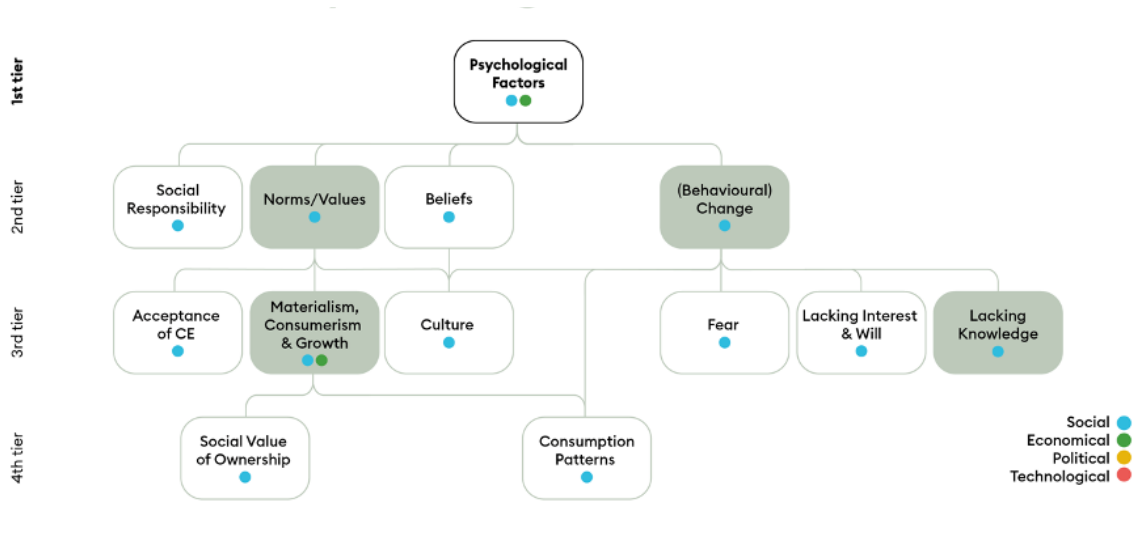 1st tier
Psychological
Factors
2nd tier
Social
Responsibility
Norms/Values
Beliefs
(Behavioural)
Change
3rd tier
Acceptance
of CE
Materialism,
Consumerism
& Growth
Culture
Fear
Lacking Interest
& Will
Lacking
Knowledge
4th tier
Social Value
of Ownership
Consumption
Patterns
Social
Economical
Political
Technological